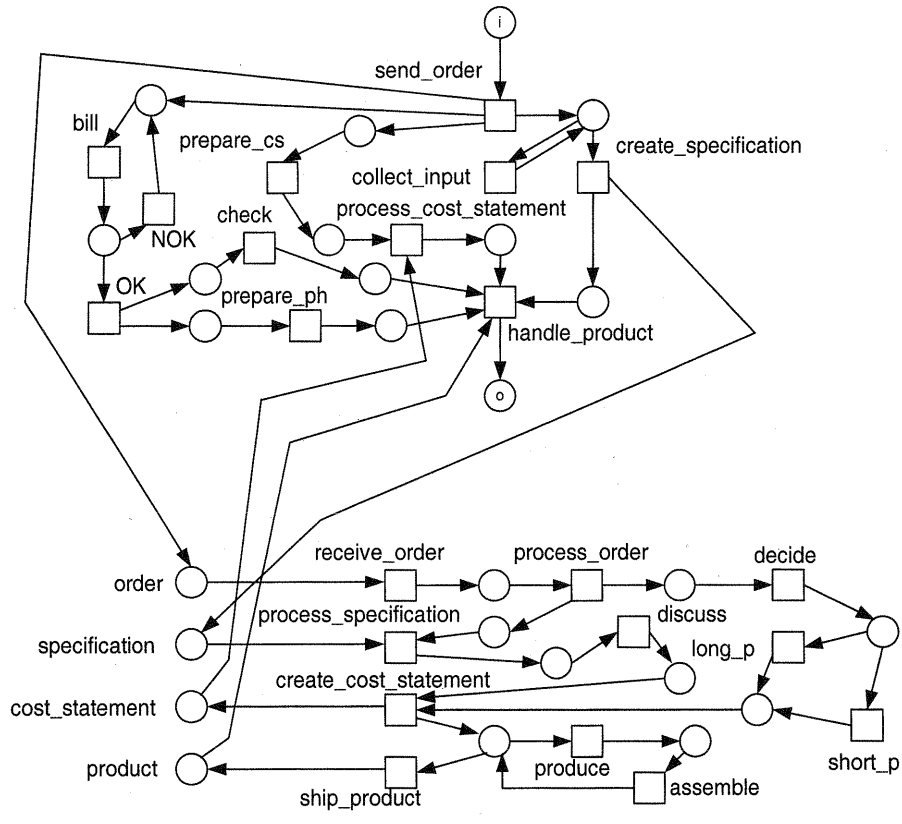 i
send_order
bill
prepare_cs
create_specification
collect_input
process_cost_statement
check
NOK
OK
prepare_ph
handle_product
o
receive_order
process_order
decide
order
process_specification
discuss
specification
long_p
create_cost_statement
cost_statement
product
produce
short_p
assemble
ship_product